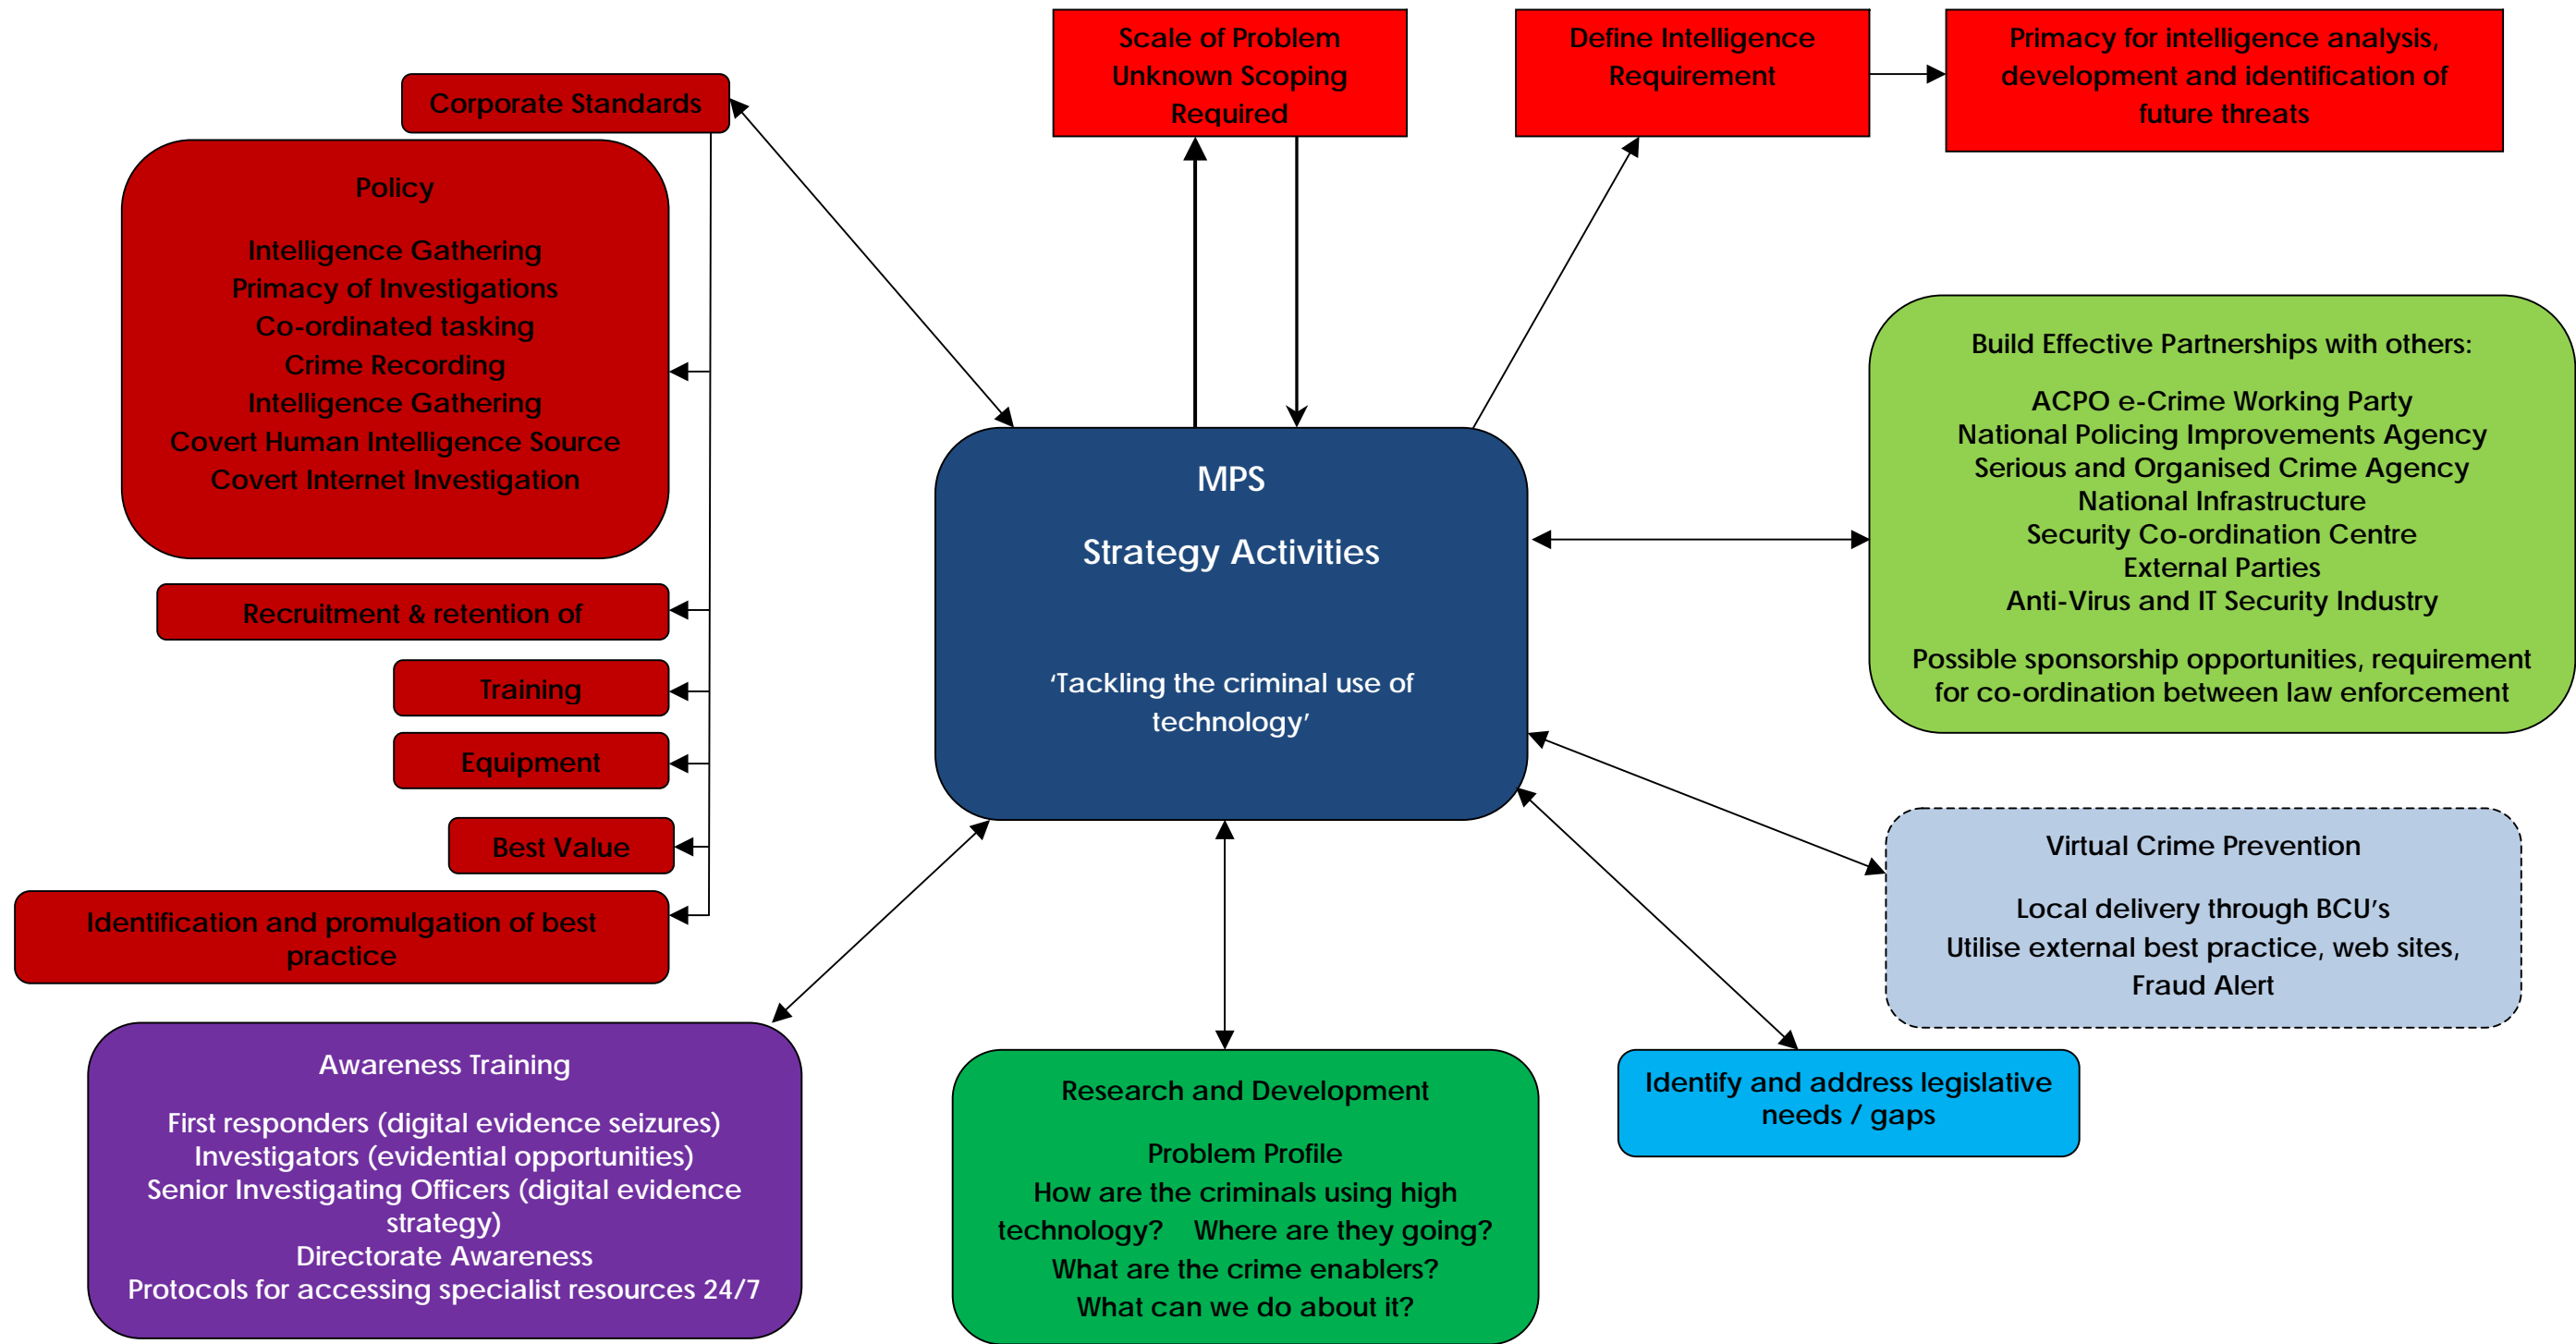 Scale of Problem
Unknown Scoping
Required
Define Intelligence
Requirement
Primacy for intelligence analysis,
development and identification of
future threats
Corporate Standards
Policy
Intelligence Gathering
Primacy of Investigations
Co-ordinated tasking
Crime Recording
Intelligence Gathering
Covert Human Intelligence Source
Covert Internet Investigation
Recruitment & retention of
Training
Equipment
Best Value
Identification and promulgation of best
practice
MPS
Strategy Activities
‘Tackling the criminal use of
technology’
Build Effective Partnerships with others:
ACPO e-Crime Working Party
National Policing Improvements Agency
Serious and Organised Crime Agency
National Infrastructure
Security Co-ordination Centre
External Parties
Anti-Virus and IT Security Industry
Possible sponsorship opportunities, requirement
for co-ordination between law enforcement
Virtual Crime Prevention
Local delivery through BCU’s
Utilise external best practice, web sites,
Fraud Alert
Identify and address legislative
needs / gaps
Research and Development
Problem Profile
How are the criminals using high
technology? Where are they going?
What are the crime enablers?
What can we do about it?
Awareness Training
First responders (digital evidence seizures)
Investigators (evidential opportunities)
Senior Investigating Officers (digital evidence
strategy)
Directorate Awareness
Protocols for accessing specialist resources 24/7